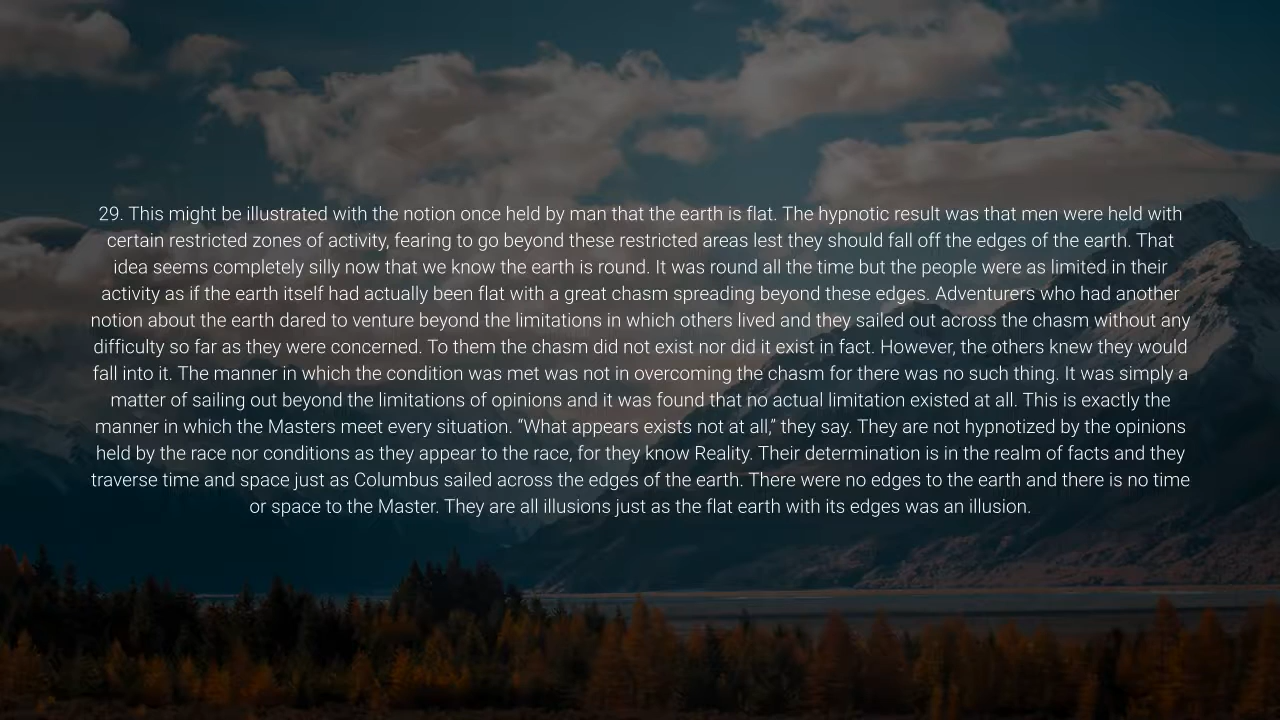 29. This might be illustrated with the notion once held by man that the earth is flat. The hypnotic result was that men were held with
certain restricted zones of activity, fearing to go beyond these restricted areas lest they should fall off the edges of the earth. That
idea seems completely silly now that we know the earth is round. It was round all the time but the people were as limited in their
activity as if the earth itself had actually been flat with a great chasm spreading beyond these edges. Adventurers who had another
notion about the earth dared to venture beyond the limitations in which others lived and they sailed out across the chasm without any
difficulty so far as they were concerned. To them the chasm did not exist nor did it exist in fact. However, the others knew they would
fall into it. The manner in which the condition was met was not in overcoming the chasm for there was no such thing. It was simply a
matter of sailing out beyond the limitations of opinions and it was found that no actual limitation existed at all. This is exactly the
manner in which the Masters meet every situation. “What appears exists not at all,” they say. They are not hypnotized by the opinions
held by the race nor conditions as they appear to the race, for they know Reality. Their determination is in the realm of facts and they
traverse time and space just as Columbus sailed across the edges of the earth. There were no edges to the earth and there is no time
or space to the Master. They are all illusions just as the flat earth with its edges was an illusion.